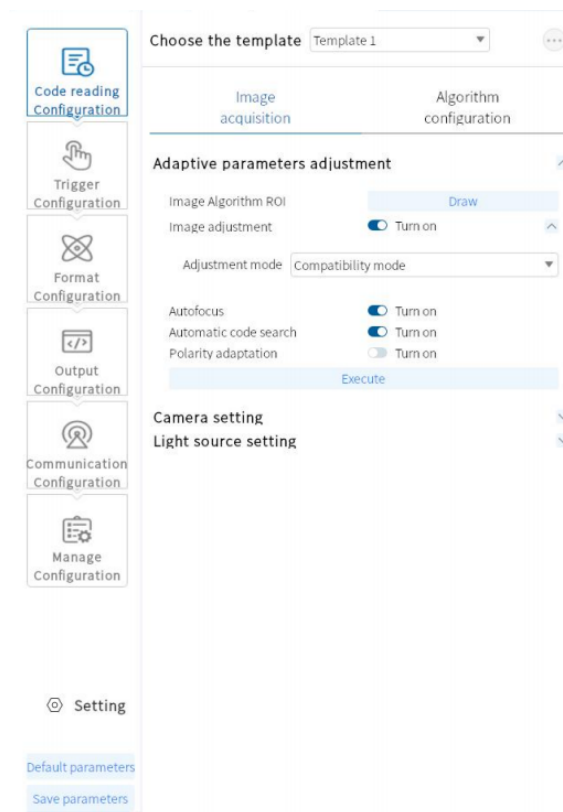 Code reading
Configuration
Trigger
Configuration
Format
Configuration
</>
Output
Configuration
Communication
Configuration
Manage
Configuration
Setting
Default parameters
Save parameters
Choose the template Template 1
Image
acquisition
Algorithm
configuration
Adaptive parameters adjustment
Image Algorithm ROI Draw
Image adjustment Turn on
Adjustment mode Compatibility mode
Autofocus Turn on
Automatic code search Turn on
Polarity adaptation Turn on
Execute
Camera setting
Light source setting